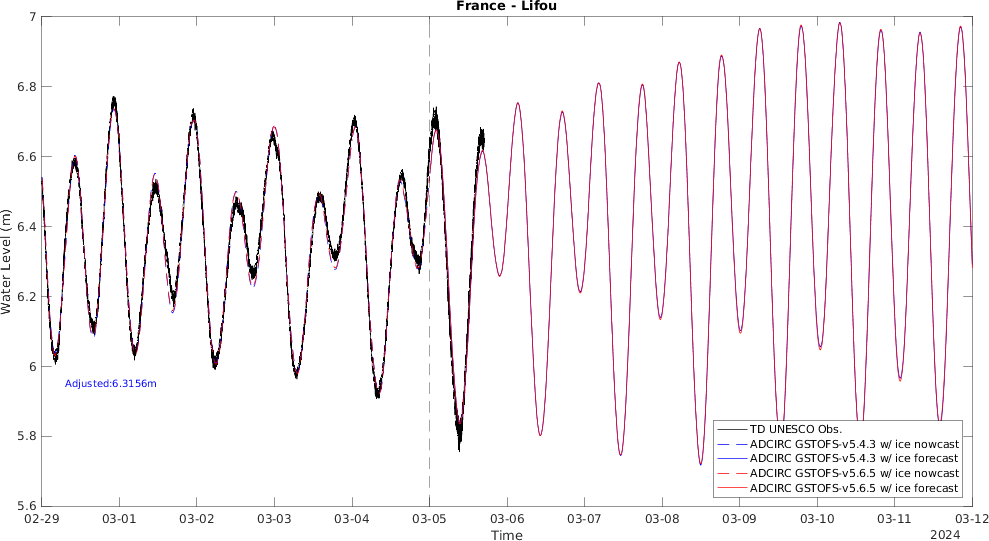 France - Lifou
7
6.8
6.6
6.4
6.2
6
5.8
5.6
Water Level (m)
Adjusted:6.3156m
TD UNESCO Obs.
ADCIRC GSTOFS-v5.4.3 w/ ice nowcast
ADCIRC GSTOFS-v5.4.3 w/ ice forecast
ADCIRC GSTOFS-v5.6.5 w/ ice nowcast
ADCIRC GSTOFS-v5.6.5 w/ ice forecast
02-29 03-01 03-02 03-03 03-04 03-05 03-06 03-07 03-08 03-09 03-10 03-11 03-12
Time
2024